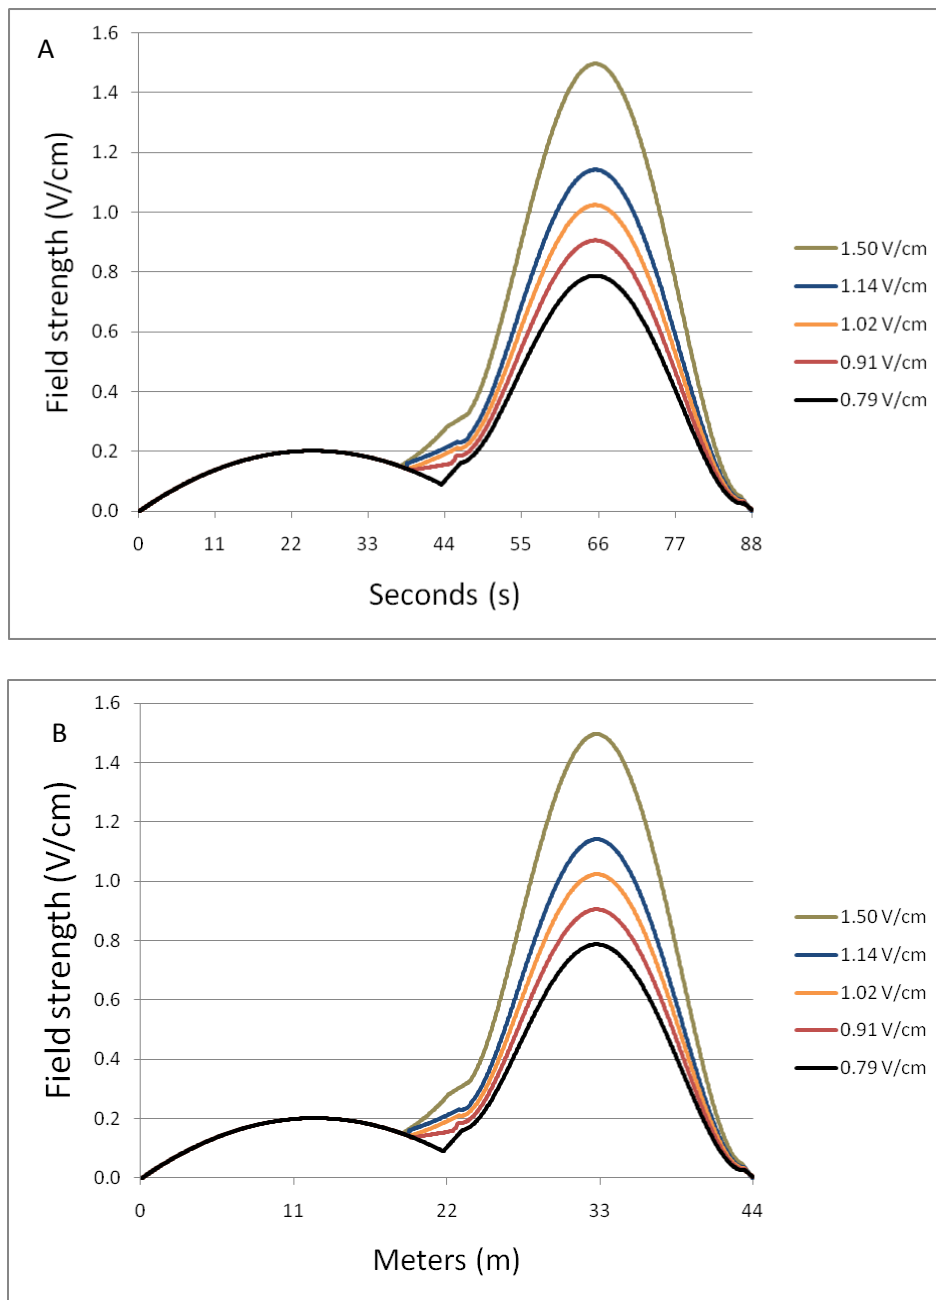 A
1.6
1.4
1.2
1.0
0.8
0.6
0.4
0.2
0.0
Field strength (V/cm)
0 11 22 33 44 55 66 77 88
Seconds (s)
1.50 V/cm
1.14 V/cm
1.02 V/cm
0.91 V/cm
0.79 V/cm
B
1.6
1.4
1.2
1.0
0.8
0.6
0.4
0.2
0.0
Field strength (V/cm)
0 11 22 33 44
Meters (m)
1.50 V/cm
1.14 V/cm
1.02 V/cm
0.91 V/cm
0.79 V/cm